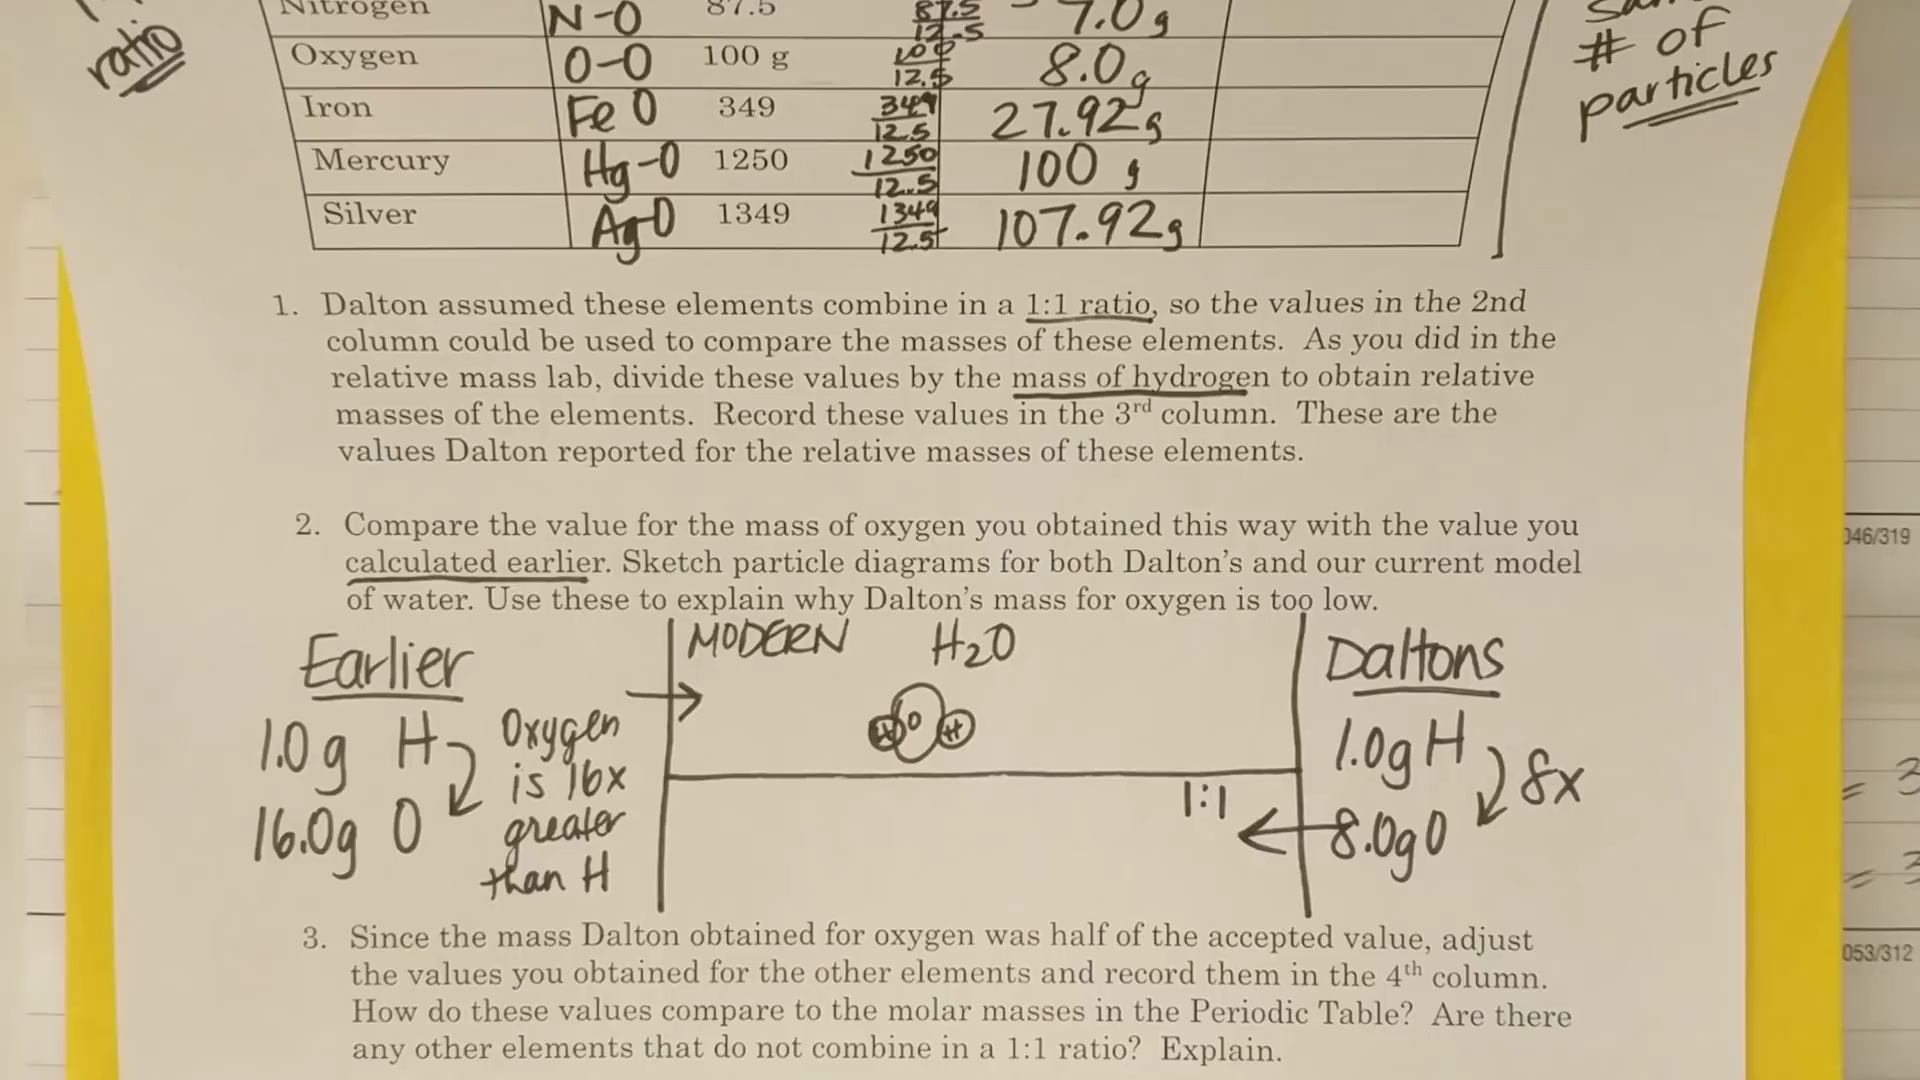 ratio
Nitrogen N-O 87.5 87.5/12.5 7.0g
Oxygen O-O 100 g 100/12.5 8.0g
Iron Fe O 349 349/12.5 27.92g
Mercury Hg-O 1250 1250/12.5 100 g
Silver Ag-O 1349 1349/12.5 107.92g
# of
particles
1. Dalton assumed these elements combine in a 1:1 ratio, so the values in the 2nd
column could be used to compare the masses of these elements. As you did in the
relative mass lab, divide these values by the mass of hydrogen to obtain relative
masses of the elements. Record these values in the 3rd column. These are the
values Dalton reported for the relative masses of these elements.
2. Compare the value for the mass of oxygen you obtained this way with the value you
calculated earlier. Sketch particle diagrams for both Dalton's and our current model
of water. Use these to explain why Dalton's mass for oxygen is too low.
Earlier
1.0g H
16.0g O
Oxygen
is 16x
greater
than H
MODERN H2O
H O H
1:1
Daltons
1.0g H
8.0g O
8x
3. Since the mass Dalton obtained for oxygen was half of the accepted value, adjust
the values you obtained for the other elements and record them in the 4th column.
How do these values compare to the molar masses in the Periodic Table? Are there
any other elements that do not combine in a 1:1 ratio? Explain.
046/319
= 3
= 3
053/312